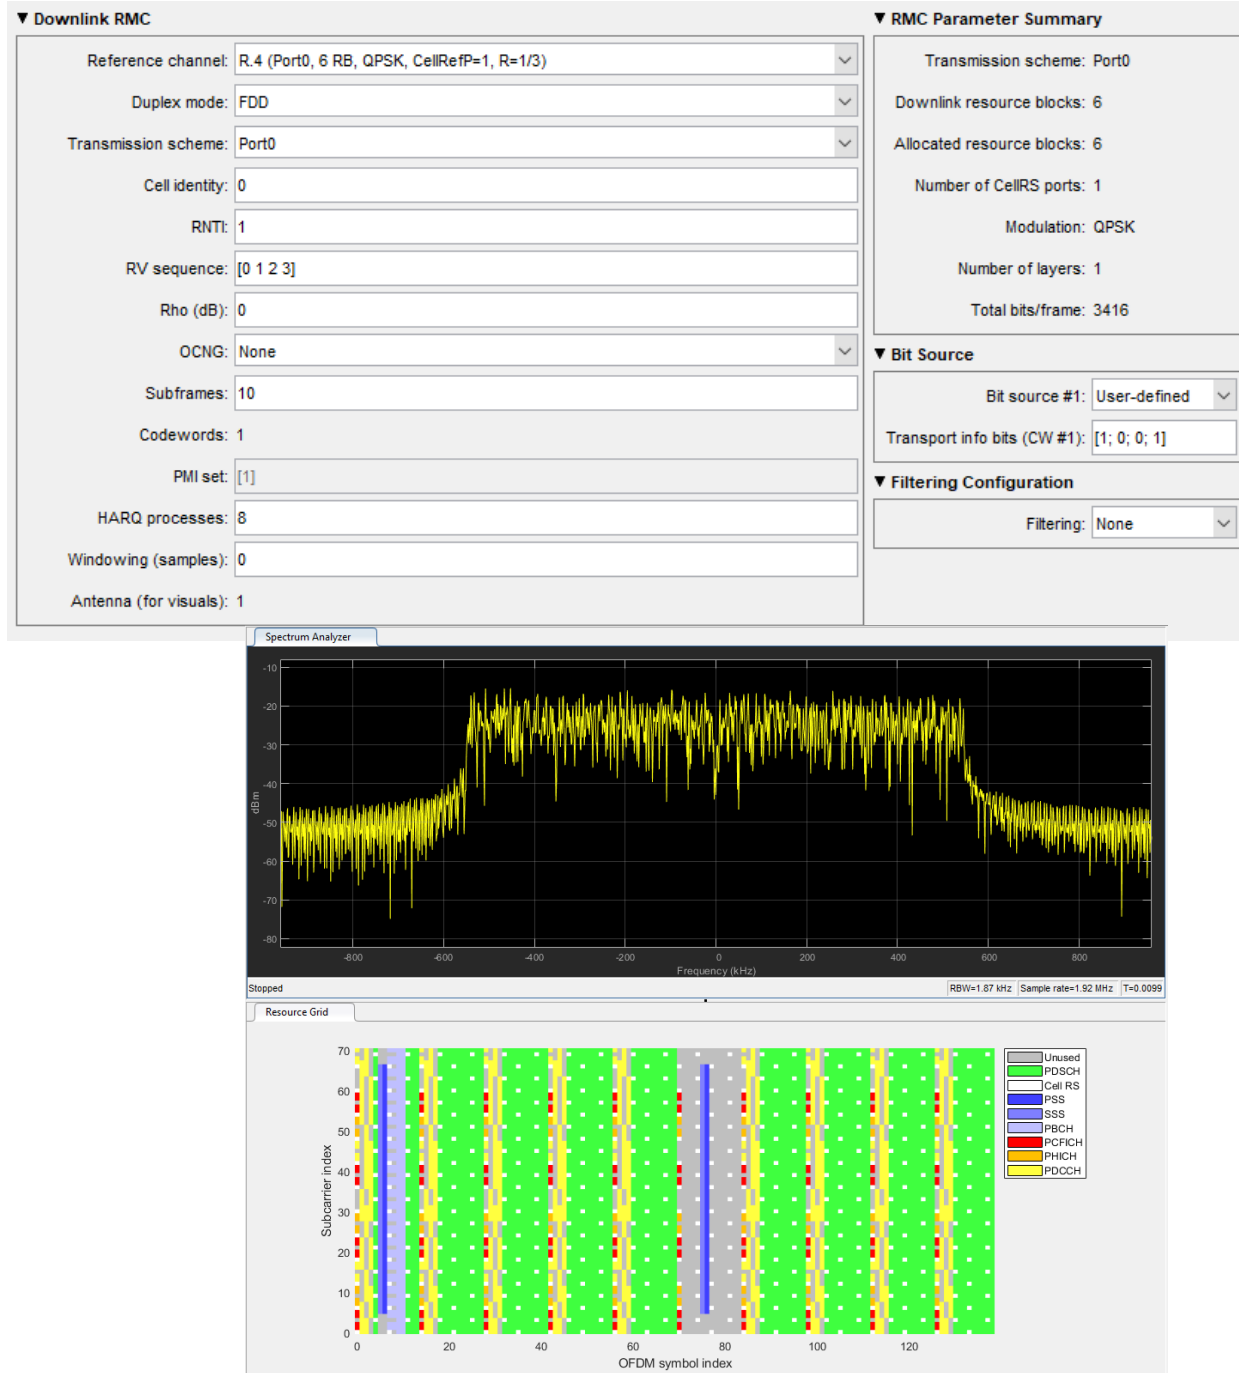 ▼ Downlink RMC
Reference channel: R.4 (Port0, 6 RB, QPSK, CellRefP=1, R=1/3)
Duplex mode: FDD
Transmission scheme: Port0
Cell identity: 0
RNTI: 1
RV sequence: [0 1 2 3]
Rho (dB): 0
OCNG: None
Subframes: 10
Codewords: 1
PMI set: [1]
HARQ processes: 8
Windowing (samples): 0
Antenna (for visuals): 1
▼ RMC Parameter Summary
Transmission scheme: Port0
Downlink resource blocks: 6
Allocated resource blocks: 6
Number of CellRS ports: 1
Modulation: QPSK
Number of layers: 1
Total bits/frame: 3416
▼ Bit Source
Bit source #1: User-defined
Transport info bits (CW #1): [1; 0; 0; 1]
▼ Filtering Configuration
Filtering: None
Spectrum Analyzer
-10
-20
-30
-40
-50
-60
-70
-80
dBm
-800 -600 -400 -200 0 200 400 600 800
Frequency (kHz)
Stopped RBW=1.87 kHz Sample rate=1.92 MHz T=0.0099
Resource Grid
70
60
50
40
30
20
10
0
Subcarrier index
0 20 40 60 80 100 120
OFDM symbol index
Unused
PDSCH
Cell RS
PSS
SSS
PBCH
PCFICH
PHICH
PDCCH